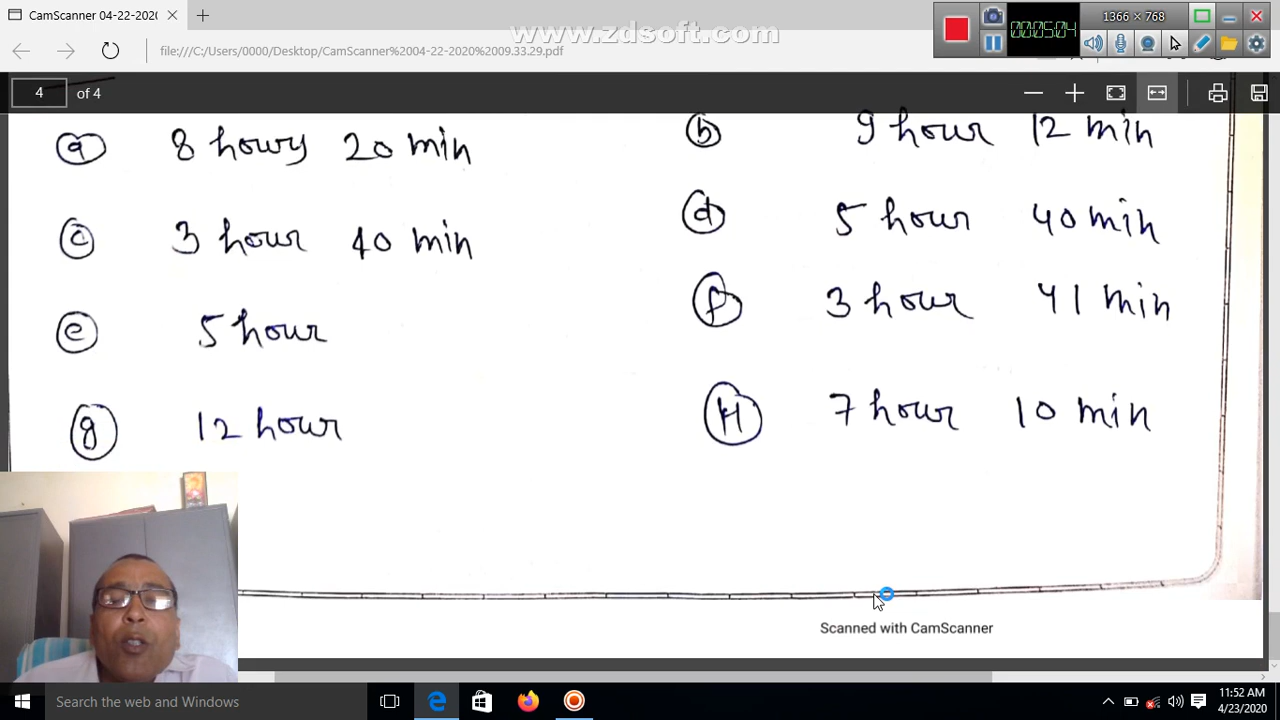 CamScanner 04-22-202
www.zdsoft.com
1366 x 768
00:05:04
file:///C:/Users/0000/Desktop/CamScanner%2004-22-2020%2009.33.29.pdf
4 of 4
a 8 hours 20 min
b 9 hour 12 min
c 3 hour 40 min
d 5 hour 40 min
e 5 hour
f 3 hour 41 min
g 12 hour
H 7 hour 10 min
Scanned with CamScanner
Search the web and Windows
11:52 AM
4/23/2020